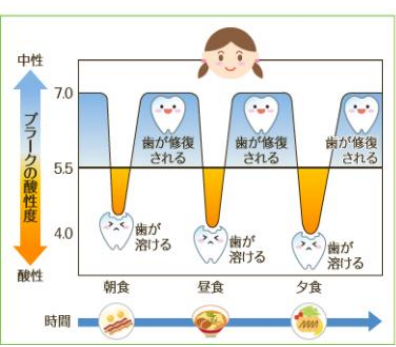 中性
7.0
5.5
4.0
酸性
プラークの酸性度
歯が修復
される
歯が修復
される
歯が修復
される
歯が
溶ける
歯が
溶ける
歯が
溶ける
朝食
昼食
夕食
時間